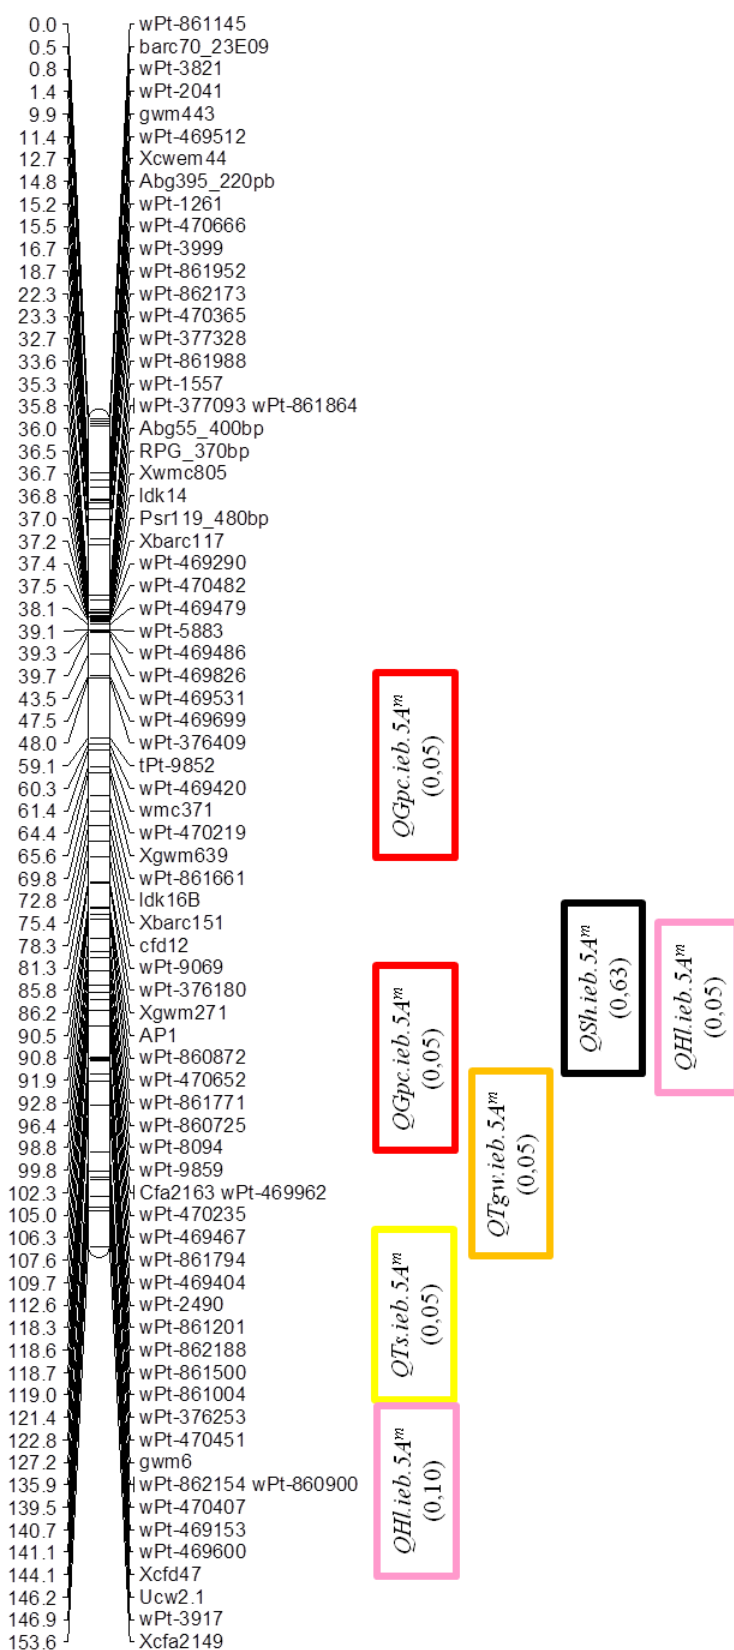 0.0 wPt-861145
0.5 barc70_23E09
0.8 wPt-3821
1.4 wPt-2041
9.9 gwm443
11.4 wPt-469512
12.7 Xcwem44
14.8 Abg395_220pb
15.2 wPt-1261
15.5 wPt-470666
16.7 wPt-3999
18.7 wPt-861952
22.3 wPt-862173
23.3 wPt-470365
32.7 wPt-377328
33.6 wPt-861988
35.3 wPt-1557
35.8 wPt-377093 wPt-861864
36.0 Abg55_400bp
36.5 RPG_370bp
36.7 Xwmc805
36.8 ldk14
37.0 Psr119_480bp
37.2 Xbarc117
37.4 wPt-469290
37.5 wPt-470482
38.1 wPt-469479
39.1 wPt-5883
39.3 wPt-469486
39.7 wPt-469826
43.5 wPt-469531
47.5 wPt-469699
48.0 wPt-376409
59.1 tPt-9852
60.3 wPt-469420
61.4 wmc371
64.4 wPt-470219
65.6 Xgwm639
69.8 wPt-861661
72.8 ldk16B
75.4 Xbarc151
78.3 cfd12
81.3 wPt-9069
85.8 wPt-376180
86.2 Xgwm271
90.5 AP1
90.8 wPt-860872
91.9 wPt-470652
92.8 wPt-861771
96.4 wPt-860725
98.8 wPt-8094
99.8 wPt-9859
102.3 Cfa2163 wPt-469962
105.0 wPt-470235
106.3 wPt-469467
107.6 wPt-861794
109.7 wPt-469404
112.6 wPt-2490
118.3 wPt-861201
118.6 wPt-862188
118.7 wPt-861500
119.0 wPt-861004
121.4 wPt-376253
122.8 wPt-470451
127.2 gwm6
135.9 wPt-862154 wPt-860900
139.5 wPt-470407
140.7 wPt-469153
141.1 wPt-469600
144.1 Xcfd47
146.2 Ucw2.1
146.9 wPt-3917
153.6 Xcfa2149
QGpc.ieb.5Aᵐ
(0,05)
QSh.ieb.5Aᵐ
(0,63)
QHl.ieb.5Aᵐ
(0,05)
QGpc.ieb.5Aᵐ
(0,05)
QTgw.ieb.5Aᵐ
(0,05)
QTs.ieb.5Aᵐ
(0,05)
QHl.ieb.5Aᵐ
(0,10)